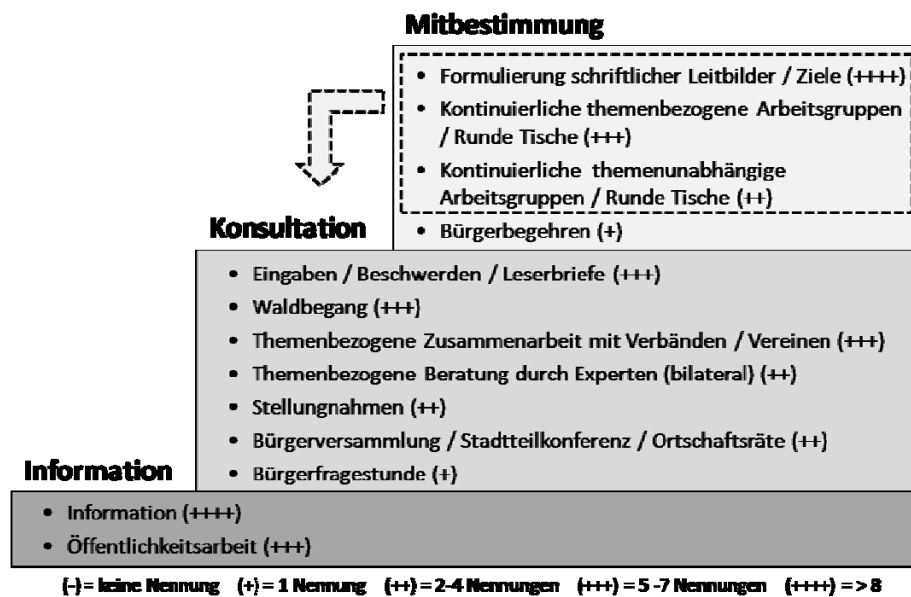 Mitbestimmung
• Formulierung schriftlicher Leitbilder / Ziele (++++)
• Kontinuierliche themenbezogene Arbeitsgruppen
/ Runde Tische (+++)
• Kontinuierliche themenunabhängige
Arbeitsgruppen / Runde Tische (++)
• Bürgerbegehren (+)
Konsultation
• Eingaben / Beschwerden / Leserbriefe (+++)
• Waldbegang (+++)
• Themenbezogene Zusammenarbeit mit Verbänden / Vereinen (+++)
• Themenbezogene Beratung durch Experten (bilateral) (++)
• Stellungnahmen (++)
• Bürgerversammlung / Stadtteilkonferenz / Ortschaftsräte (++)
• Bürgerfragestunde (+)
Information
• Information (++++)
• Öffentlichkeitsarbeit (+++)
(-) = keine Nennung (+) = 1 Nennung (++) = 2-4 Nennungen (+++) = 5 -7 Nennungen (++++) = > 8